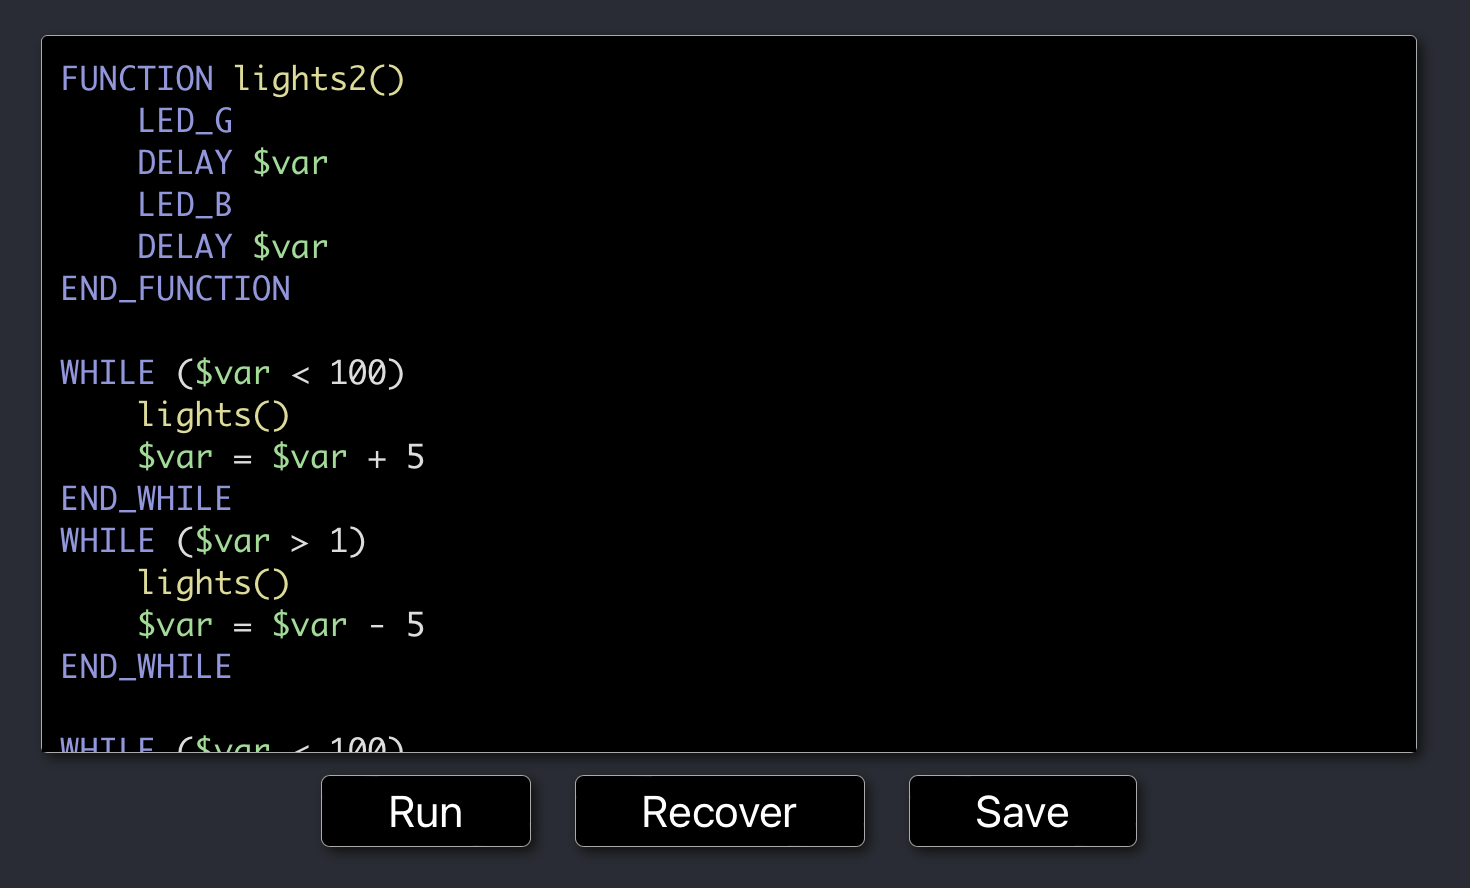 FUNCTION lights2()
    LED_G
    DELAY $var
    LED_B
    DELAY $var
END_FUNCTION

WHILE ($var < 100)
    lights()
    $var = $var + 5
END_WHILE
WHILE ($var > 1)
    lights()
    $var = $var - 5
END_WHILE

WHILE ($var < 100)
Run Recover Save